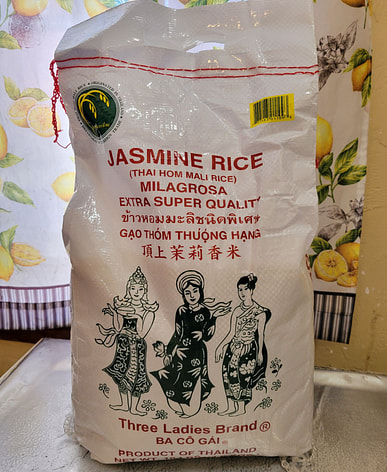 JASMINE RICE
(THAI HOM MALI RICE)
MILAGROSA
EXTRA SUPER QUALITY
ข้าวหอมมะลิชนิดพิเศษ
GẠO THƠM THƯỢNG HẠNG
頂上茉莉香米
Three Ladies Brand®
BA CÔ GÁI
PRODUCT OF THAILAND
NET